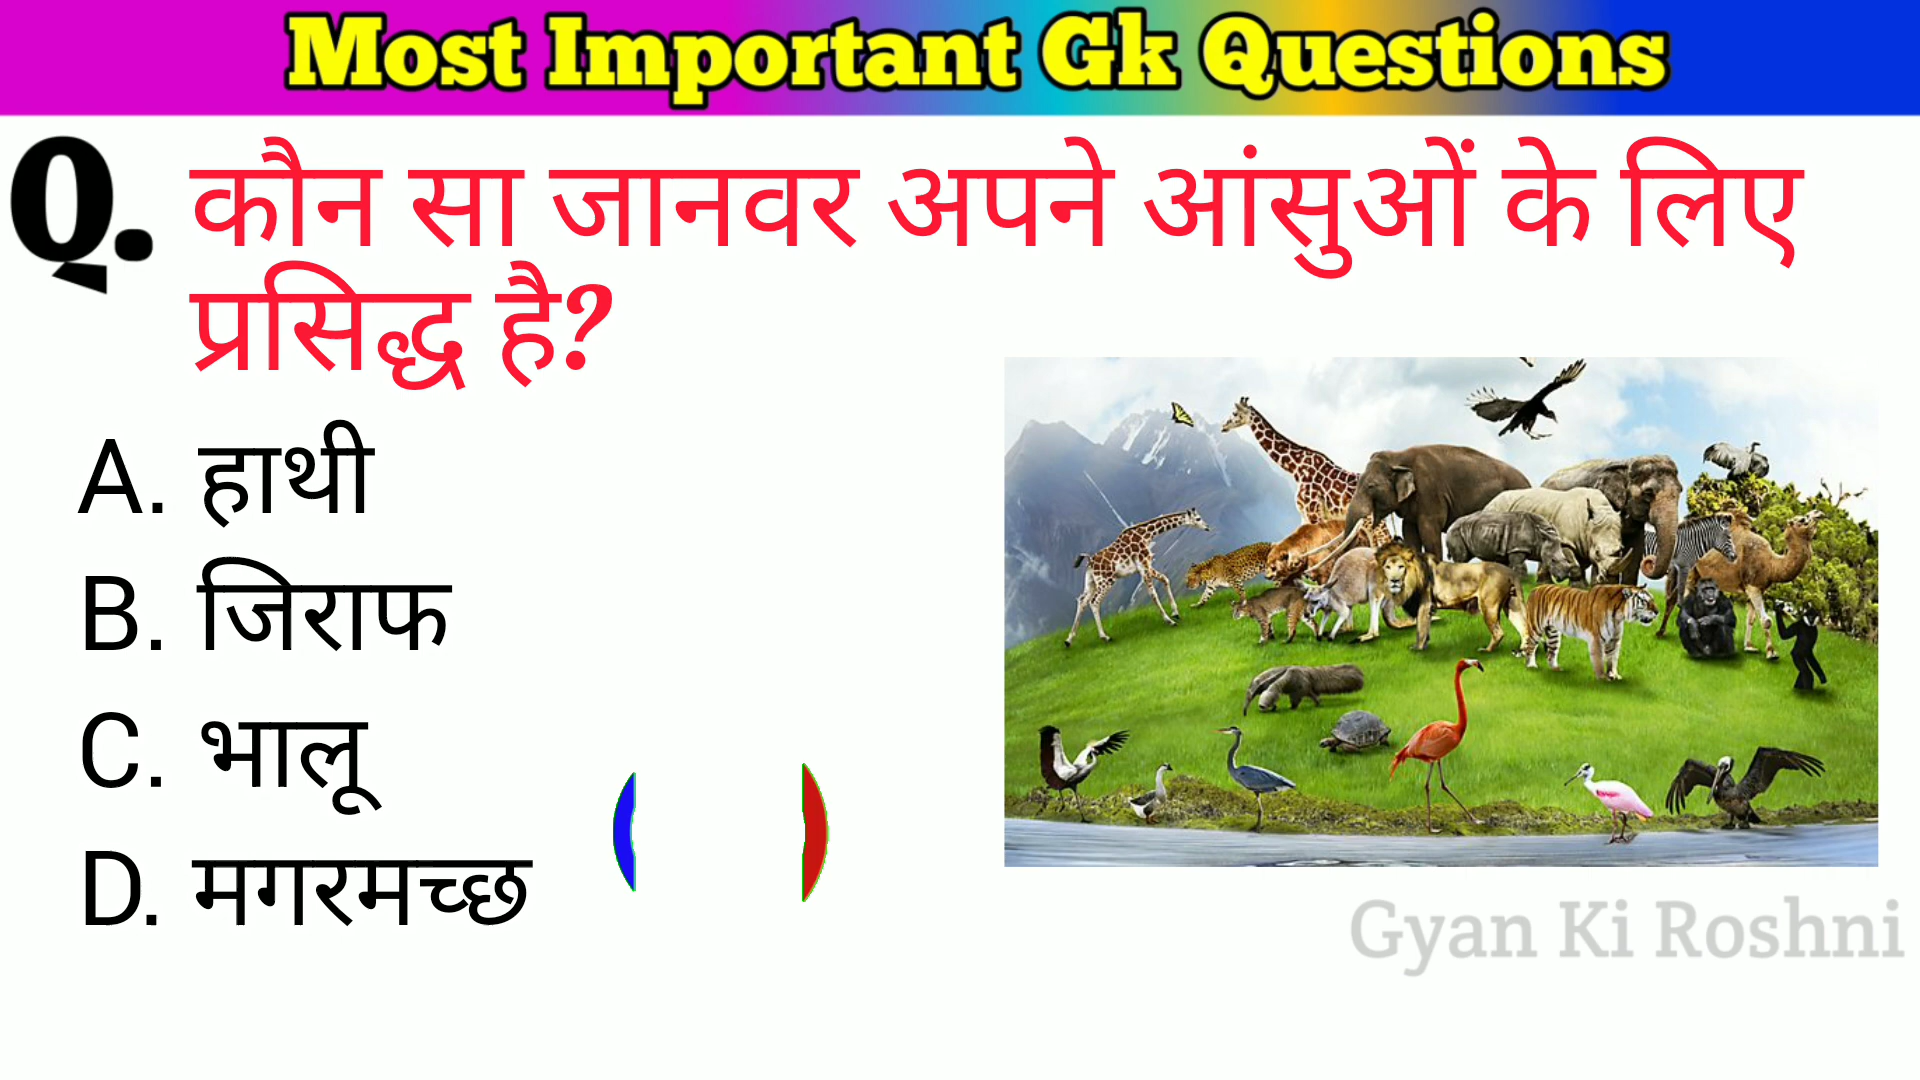 Most Important Gk Questions
Q. कौन सा जानवर अपने आंसुओं के लिए
प्रसिद्ध है?
A. हाथी
B. जिराफ
C. भालू
D. मगरमच्छ
Gyan Ki Roshni